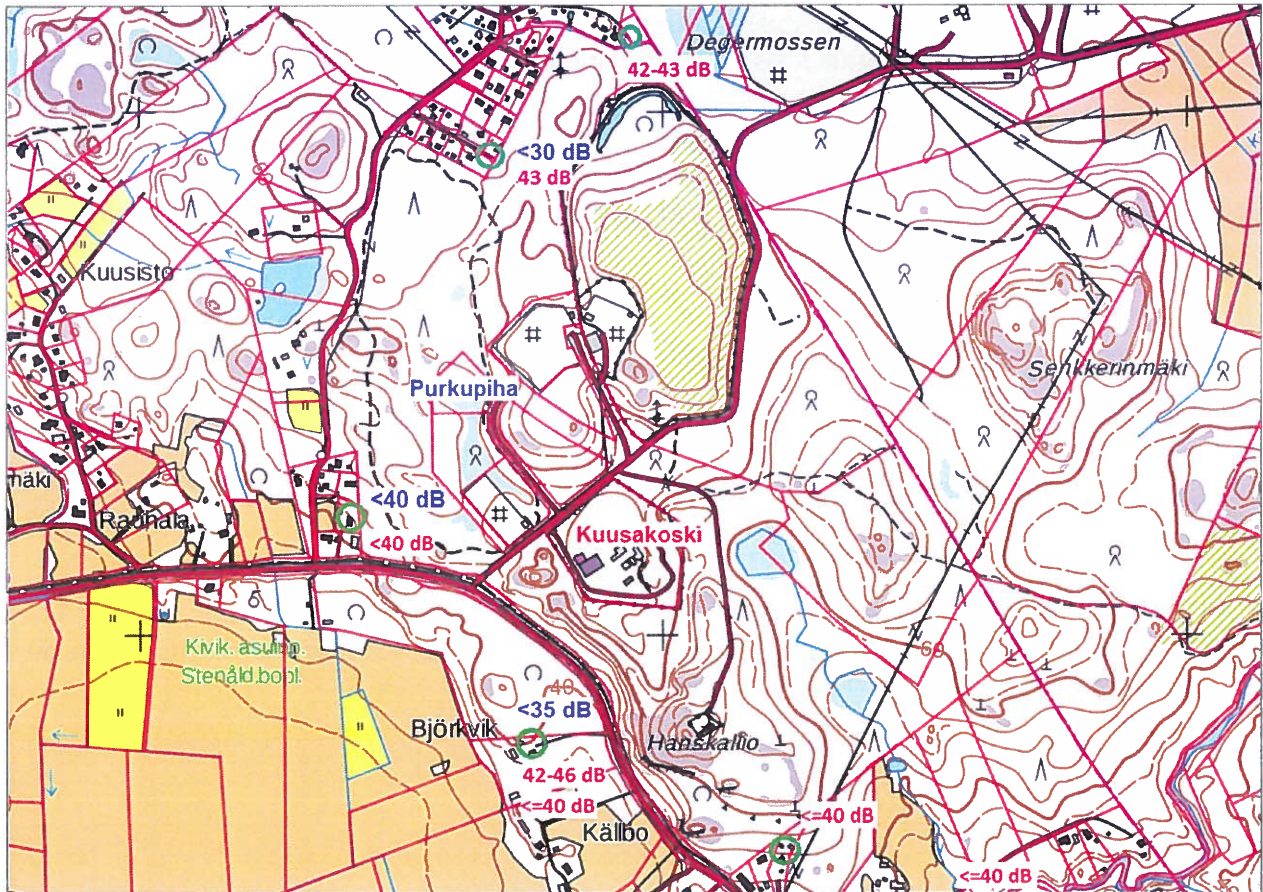 Degermossen
42-43 dB
<30 dB
43 dB
Kuusisto
Senkkerinmäki
Purkupiha
mäki
<40 dB
Rauhala
<40 dB
Kuusakoski
Kivik. asuinp.
Stenåld.bopl.
60
40
<35 dB
Björkvik
Hanskallio
42-46 dB
<=40 dB
<=40 dB
Källbo
<=40 dB